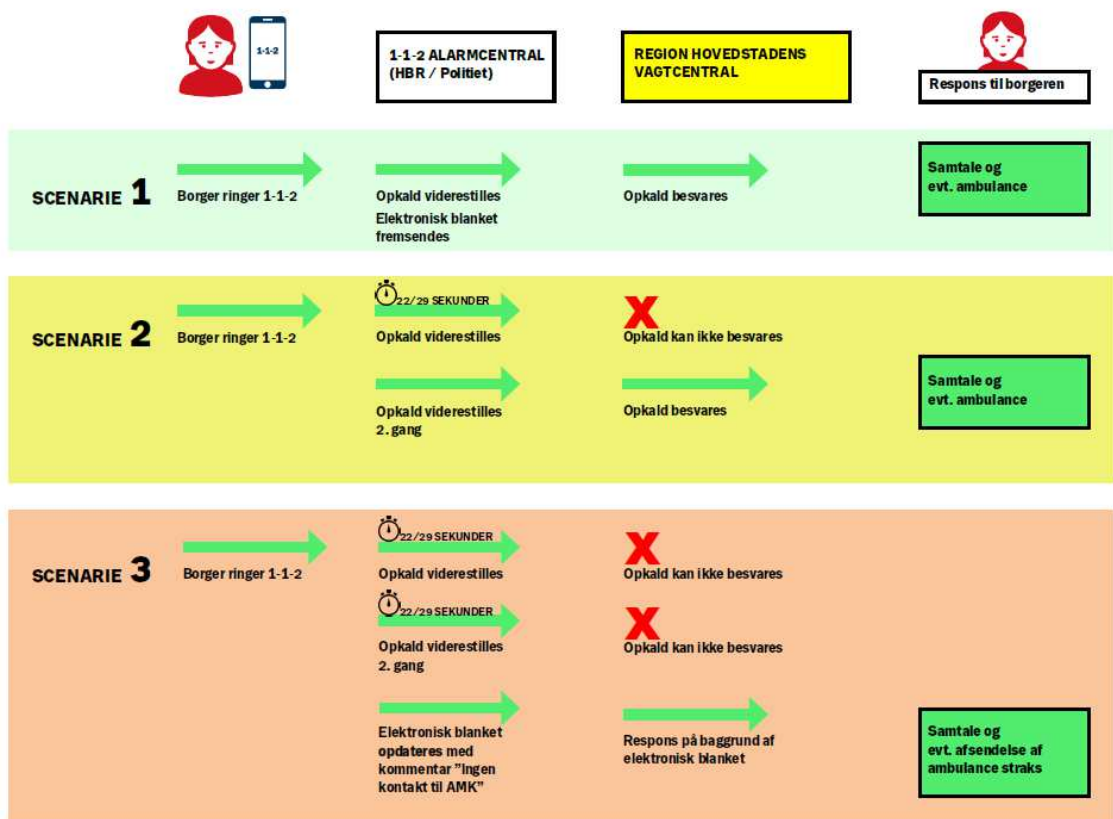 1-1-2
1-1-2 ALARMCENTRAL
(HBR / Politiet)
REGION HOVEDSTADENS
VAGTCENTRAL
Respons til borgeren
SCENARIE 1
Borger ringer 1-1-2
Opkald viderestilles
Elektronisk blanket
fremsendes
Opkald besvares
Samtale og
evt. ambulance
SCENARIE 2
Borger ringer 1-1-2
22/29 SEKUNDER
Opkald viderestilles
X
Opkald kan ikke besvares
Opkald viderestilles
2. gang
Opkald besvares
Samtale og
evt. ambulance
SCENARIE 3
Borger ringer 1-1-2
22/29 SEKUNDER
Opkald viderestilles
X
Opkald kan ikke besvares
22/29 SEKUNDER
Opkald viderestilles
2. gang
X
Opkald kan ikke besvares
Elektronisk blanket
opdateres med
kommentar ”Ingen
kontakt til AMK”
Respons på baggrund af
elektronisk blanket
Samtale og
evt. afsendelse af
ambulance straks